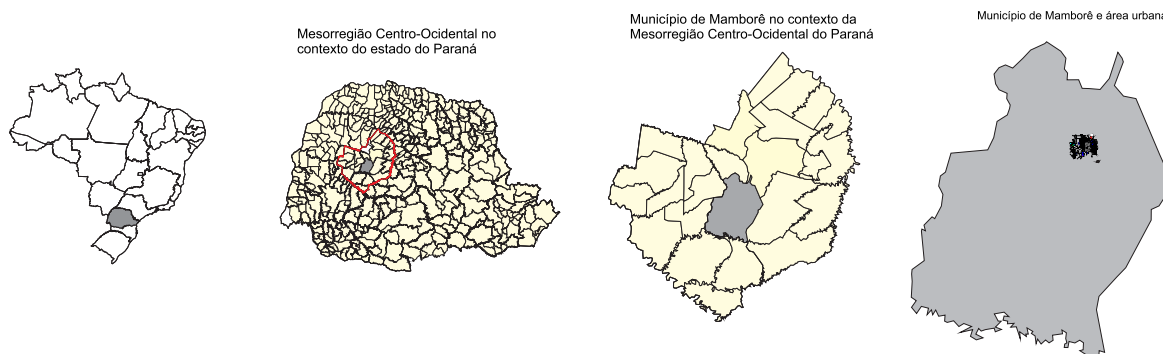 Mesorregião Centro-Ocidental no
contexto do estado do Paraná
Município de Mamborê no contexto da
Mesorregião Centro-Ocidental do Paraná
Município de Mamborê e área urbana